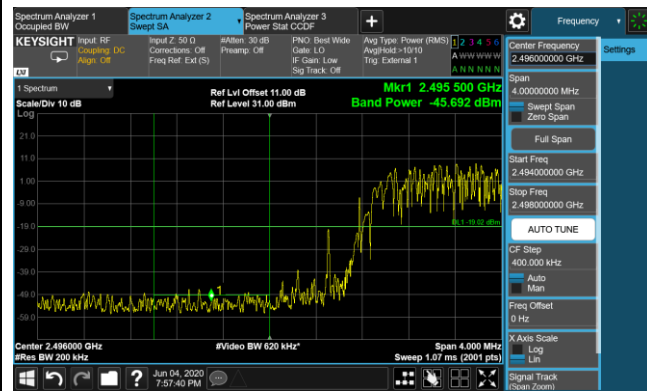 Spectrum Analyzer 1
Occupied BW
Spectrum Analyzer 2
Swept SA
Spectrum Analyzer 3
Power Stat CCDF
Frequency
KEYSIGHT
Input: RF
Coupling: DC
Align: Off
Input Z: 50 Ω
Corrections: Off
Freq Ref: Ext (S)
#Atten: 30 dB
Preamp: Off
PNO: Best Wide
Gate: LO
IF Gain: Low
Sig Track: Off
Avg Type: Power (RMS)
Avg|Hold:>10/10
Trig: External 1
1 2 3 4 5 6
A W W W W W
A N N N N N
LXI
1 Spectrum
Scale/Div 10 dB
Log
Ref Lvl Offset 11.00 dB
Ref Level 31.00 dBm
Mkr1 2.495 500 GHz
Band Power -45.692 dBm
21.0
11.0
1.00
-9.00
-19.0
-29.0
-39.0
-49.0
-59.0
DL1 -19.02 dBm
1
Center 2.496000 GHz
#Res BW 200 kHz
#Video BW 620 kHz*
Span 4.000 MHz
Sweep 1.07 ms (2001 pts)
Jun 04, 2020
7:57:40 PM
Center Frequency
2.496000000 GHz
Settings
Span
4.00000000 MHz
Swept Span
Zero Span
Full Span
Start Freq
2.494000000 GHz
Stop Freq
2.498000000 GHz
AUTO TUNE
CF Step
400.000 kHz
Auto
Man
Freq Offset
0 Hz
X Axis Scale
Log
Lin
Signal Track
(Span Zoom)